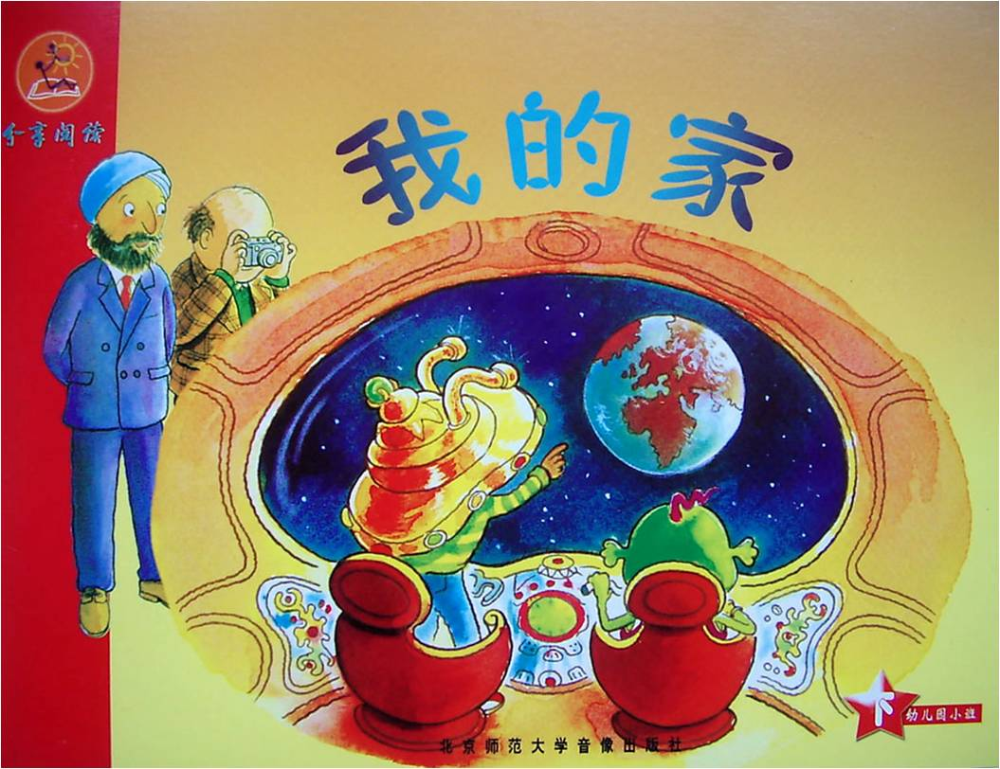 分享阅读
我的家
下
幼儿园小班
北京师范大学音像出版社